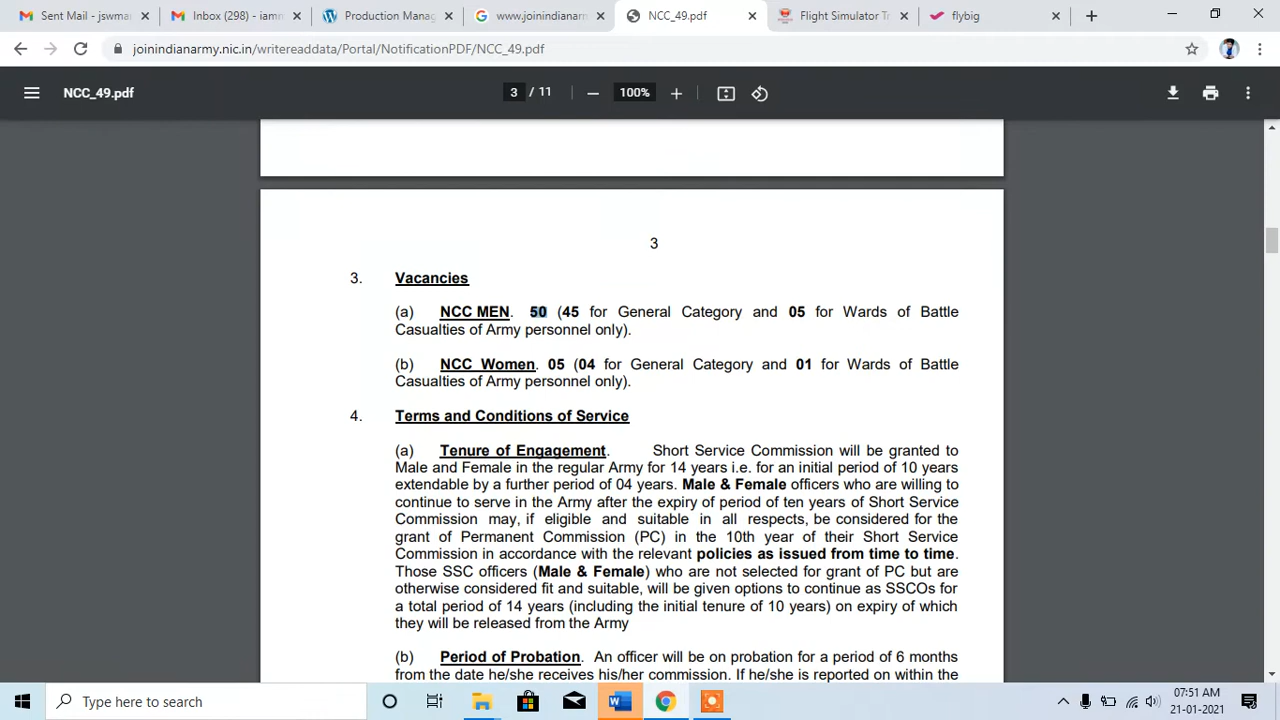 Sent Mail - jswma
Inbox (298) - iamm
Production Manag
www.joinindianarm
NCC_49.pdf
Flight Simulator Tr
flybig
joinindianarmy.nic.in/writereaddata/Portal/NotificationPDF/NCC_49.pdf
NCC_49.pdf
3 / 11
100%
3
3. Vacancies
(a) NCC MEN. 50 (45 for General Category and 05 for Wards of Battle
Casualties of Army personnel only).
(b) NCC Women. 05 (04 for General Category and 01 for Wards of Battle
Casualties of Army personnel only).
4. Terms and Conditions of Service
(a) Tenure of Engagement. Short Service Commission will be granted to
Male and Female in the regular Army for 14 years i.e. for an initial period of 10 years
extendable by a further period of 04 years. Male & Female officers who are willing to
continue to serve in the Army after the expiry of period of ten years of Short Service
Commission may, if eligible and suitable in all respects, be considered for the
grant of Permanent Commission (PC) in the 10th year of their Short Service
Commission in accordance with the relevant policies as issued from time to time.
Those SSC officers (Male & Female) who are not selected for grant of PC but are
otherwise considered fit and suitable, will be given options to continue as SSCOs for
a total period of 14 years (including the initial tenure of 10 years) on expiry of which
they will be released from the Army
(b) Period of Probation. An officer will be on probation for a period of 6 months
from the date he/she receives his/her commission. If he/she is reported on within the
Type here to search
07:51 AM
21-01-2021